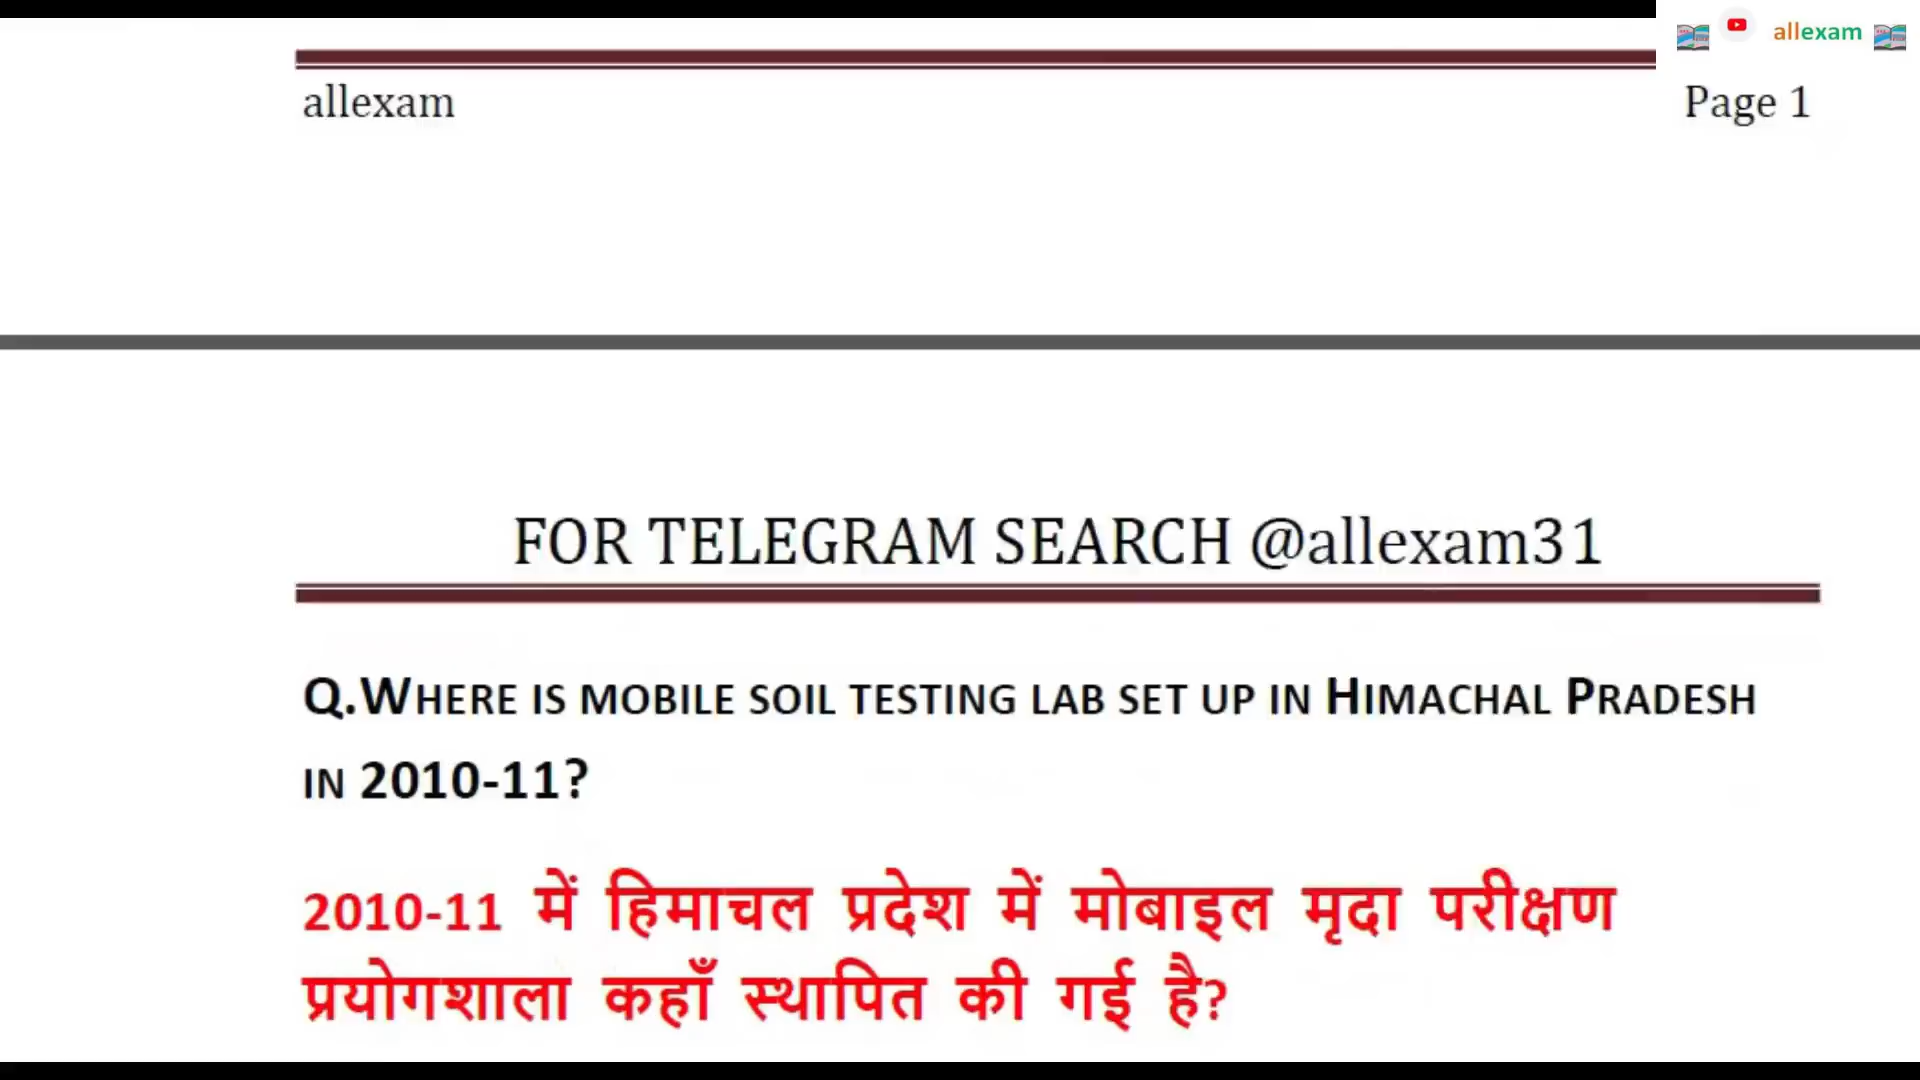 allexam
allexam
Page 1
FOR TELEGRAM SEARCH @allexam31
Q.WHERE IS MOBILE SOIL TESTING LAB SET UP IN HIMACHAL PRADESH
IN 2010-11?
2010-11 में हिमाचल प्रदेश में मोबाइल मृदा परीक्षण
प्रयोगशाला कहाँ स्थापित की गई है?